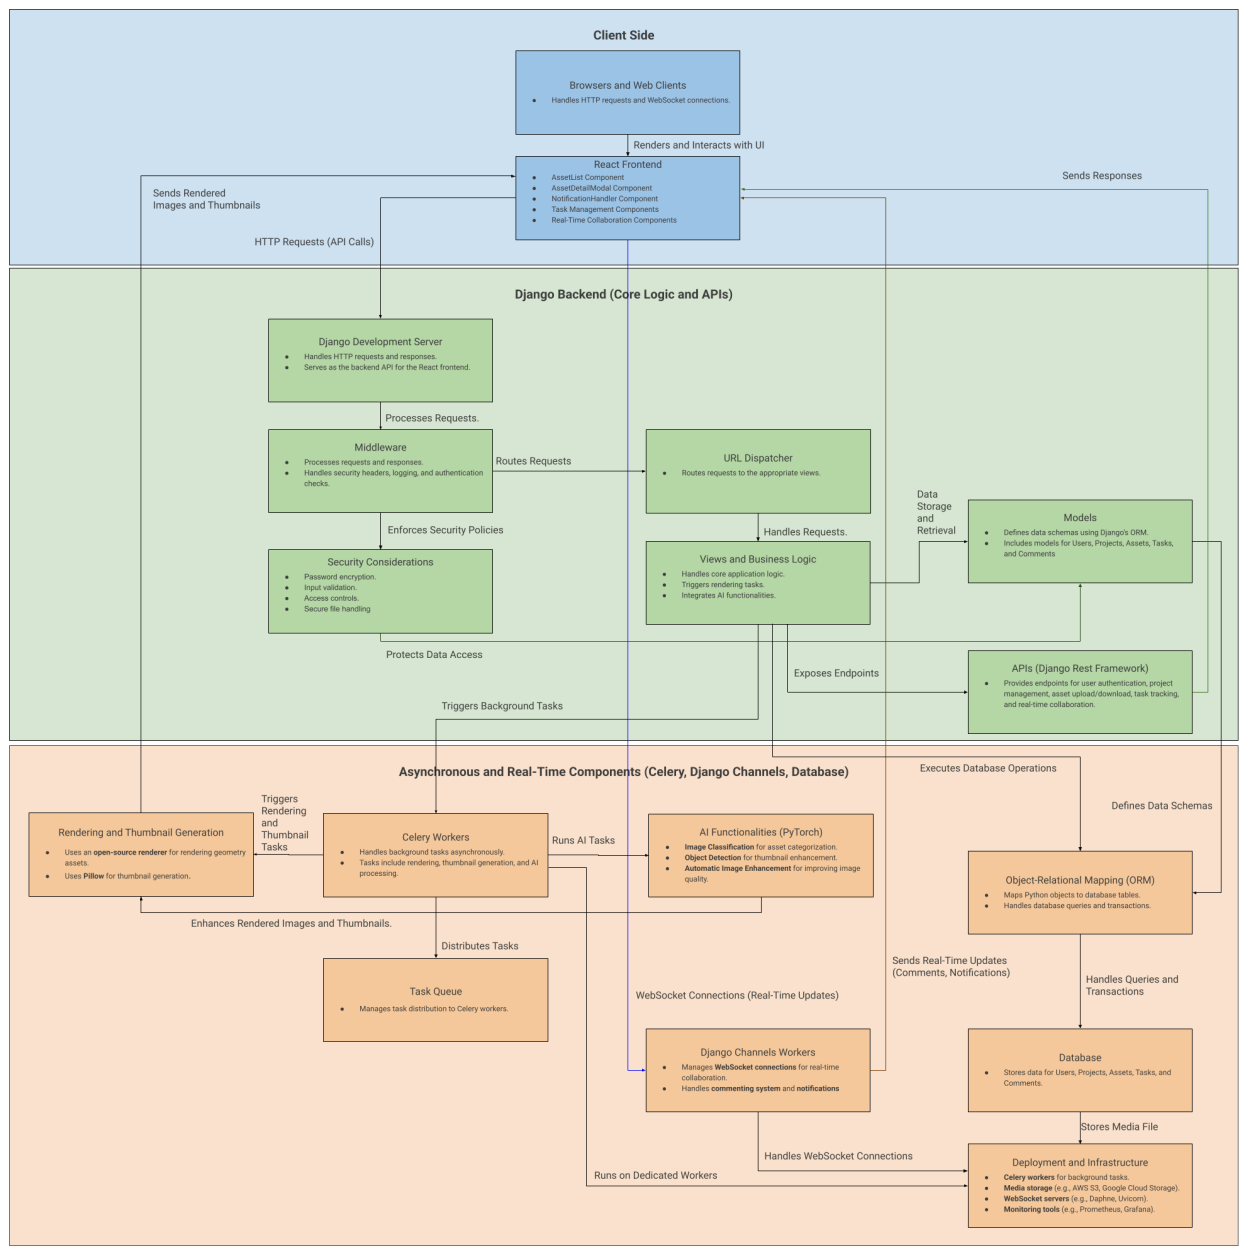 Client Side
Browsers and Web Clients
● Handles HTTP requests and WebSocket connections.
Renders and Interacts with UI
React Frontend
● AssetList Component
● AssetDetailModal Component
● NotificationHandler Component
● Task Management Components
● Real-Time Collaboration Components
Sends Responses
Sends Rendered
Images and Thumbnails
HTTP Requests (API Calls)
Django Backend (Core Logic and APIs)
Django Development Server
● Handles HTTP requests and responses.
● Serves as the backend API for the React frontend.
Processes Requests.
Middleware
● Processes requests and responses.
● Handles security headers, logging, and authentication
checks.
Routes Requests
URL Dispatcher
● Routes requests to the appropriate views.
Enforces Security Policies
Handles Requests.
Data
Storage
and
Retrieval
Models
● Defines data schemas using Django's ORM.
● Includes models for Users, Projects, Assets, Tasks,
and Comments
Security Considerations
● Password encryption.
● Input validation.
● Access controls.
● Secure file handling
Views and Business Logic
● Handles core application logic.
● Triggers rendering tasks.
● Integrates AI functionalities.
Protects Data Access
Exposes Endpoints
APIs (Django Rest Framework)
● Provides endpoints for user authentication, project
management, asset upload/download, task tracking,
and real-time collaboration.
Triggers Background Tasks
Asynchronous and Real-Time Components (Celery, Django Channels, Database)
Executes Database Operations
Defines Data Schemas
Rendering and Thumbnail Generation
● Uses an open-source renderer for rendering geometry
assets.
● Uses Pillow for thumbnail generation.
Triggers
Rendering
and
Thumbnail
Tasks
Celery Workers
● Handles background tasks asynchronously.
● Tasks include rendering, thumbnail generation, and AI
processing.
Runs AI Tasks
AI Functionalities (PyTorch)
● Image Classification for asset categorization.
● Object Detection for thumbnail enhancement.
● Automatic Image Enhancement for improving image
quality.
Object-Relational Mapping (ORM)
● Maps Python objects to database tables.
● Handles database queries and transactions.
Enhances Rendered Images and Thumbnails.
Distributes Tasks
Sends Real-Time Updates
(Comments, Notifications)
Handles Queries and
Transactions
Task Queue
● Manages task distribution to Celery workers.
WebSocket Connections (Real-Time Updates)
Django Channels Workers
● Manages WebSocket connections for real-time
collaboration.
● Handles commenting system and notifications
Database
● Stores data for Users, Projects, Assets, Tasks, and
Comments.
Stores Media File
Handles WebSocket Connections
Runs on Dedicated Workers
Deployment and Infrastructure
● Celery workers for background tasks.
● Media storage (e.g., AWS S3, Google Cloud Storage).
● WebSocket servers (e.g., Daphne, Uvicorn).
● Monitoring tools (e.g., Prometheus, Grafana).